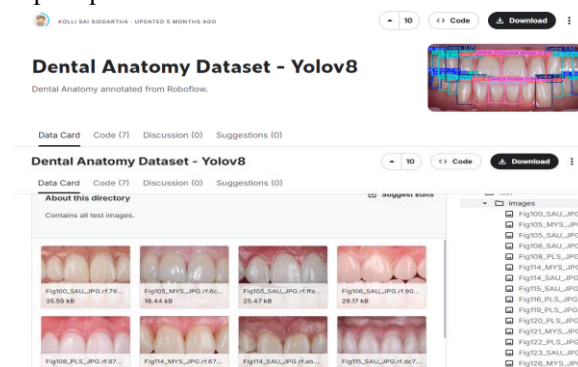 KOLLI SAI SIDDARTHA · UPDATED 5 MONTHS AGO
10
<> Code
Download
Dental Anatomy Dataset - Yolov8
Dental Anatomy annotated from Roboflow.
Data Card Code (7) Discussion (0) Suggestions (0)
Dental Anatomy Dataset - Yolov8
10
<> Code
Download
Data Card Code (7) Discussion (0) Suggestions (0)
About this directory
Suggest Edits
Contains all test images.
Fig100_SAU_JPG.rf.79...
35.55 kB
Fig105_MYS_JPG.rf.6c...
16.44 kB
Fig105_SAU_JPG.rf.ffa...
25.47 kB
Fig106_SAU_JPG.rf.90...
29.17 kB
Fig108_PLS_JPG.rf.87...
Fig114_MYS_JPG.rf.67...
Fig114_SAU_JPG.rf.ab...
Fig115_SAU_JPG.rf.dc7...
images
Fig100_SAU_JPG
Fig105_MYS_JPG
Fig105_SAU_JPG
Fig106_SAU_JPG
Fig108_PLS_JPG
Fig114_MYS_JPG
Fig114_SAU_JPG
Fig115_SAU_JPG
Fig116_PLS_JPG
Fig119_PLS_JPG
Fig120_PLS_JPG
Fig121_MYS_JPG
Fig122_PLS_JPG
Fig123_SAU_JPG
Fig126_MYS_JPG